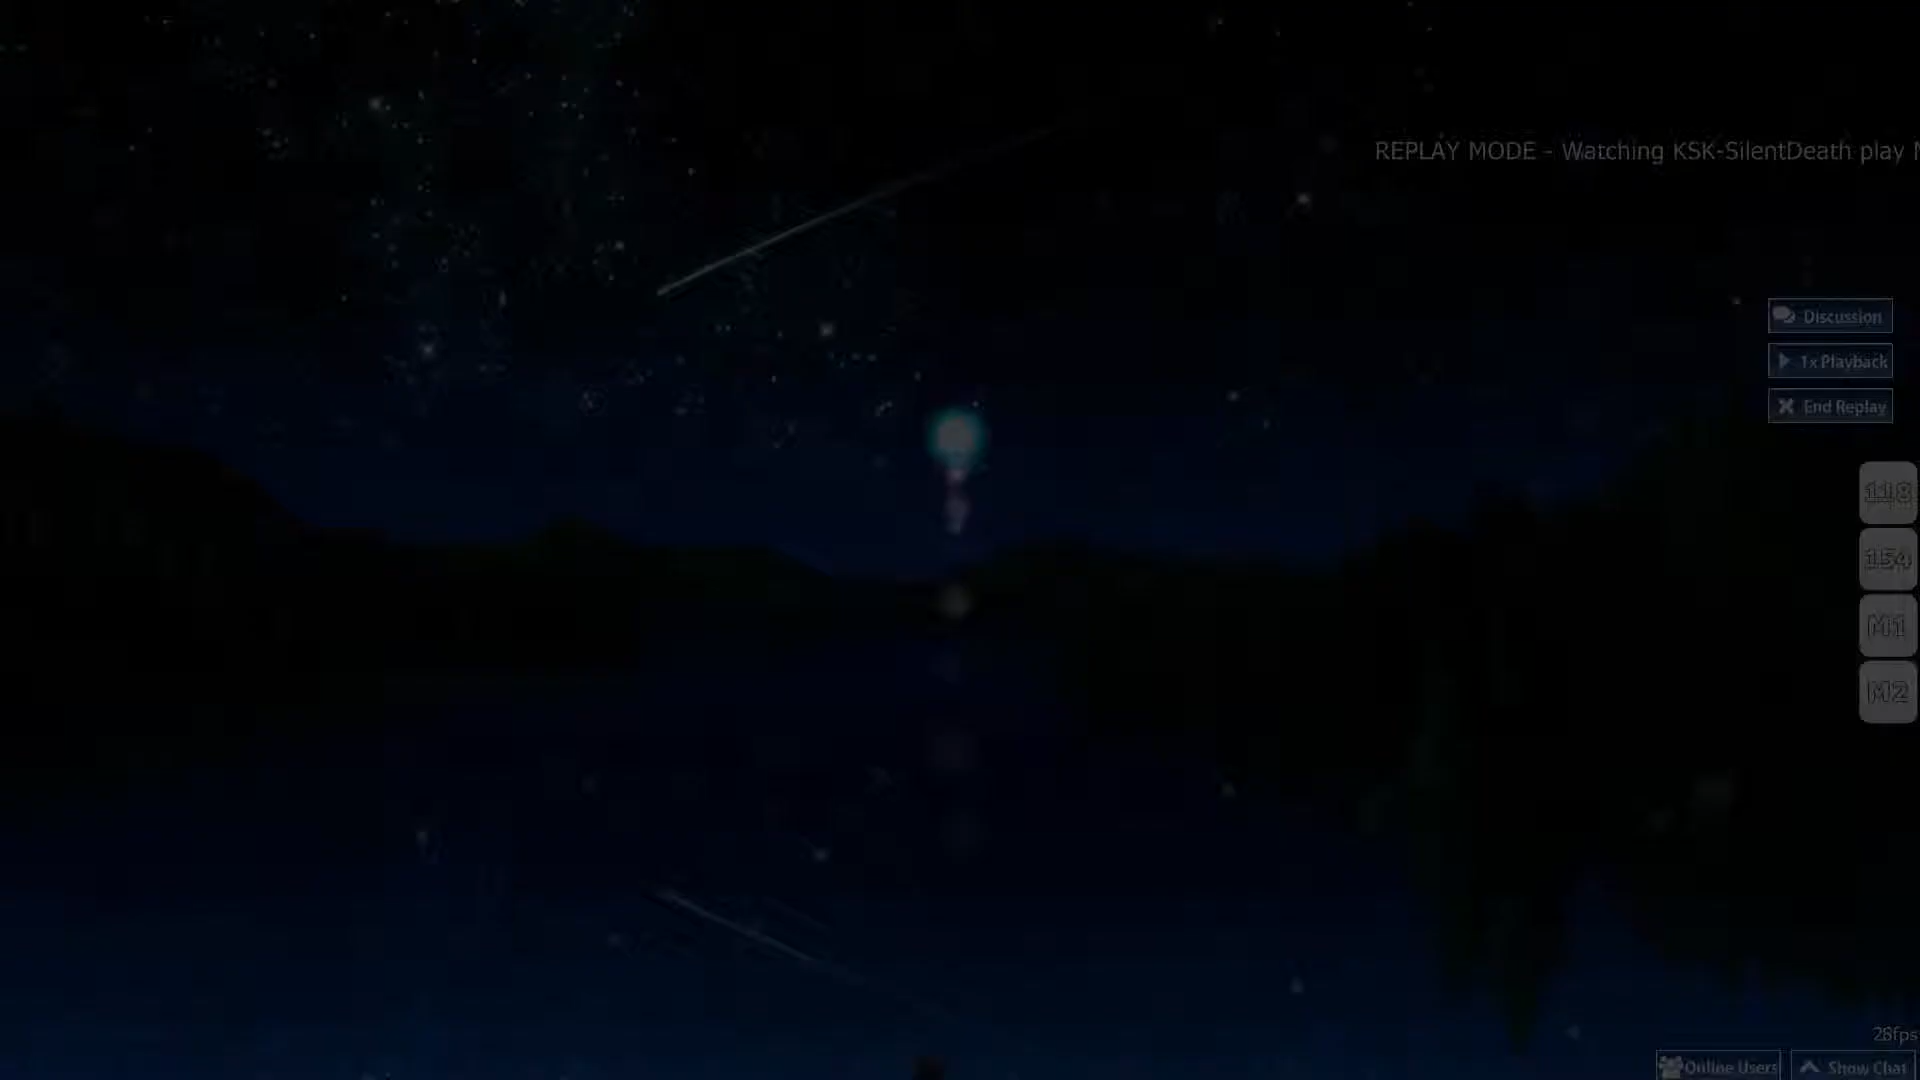 REPLAY MODE - Watching KSK-SilentDeath play
Discussion
1x Playback
End Replay
118
154
M1
M2
28fps
Online Users
Show Chat